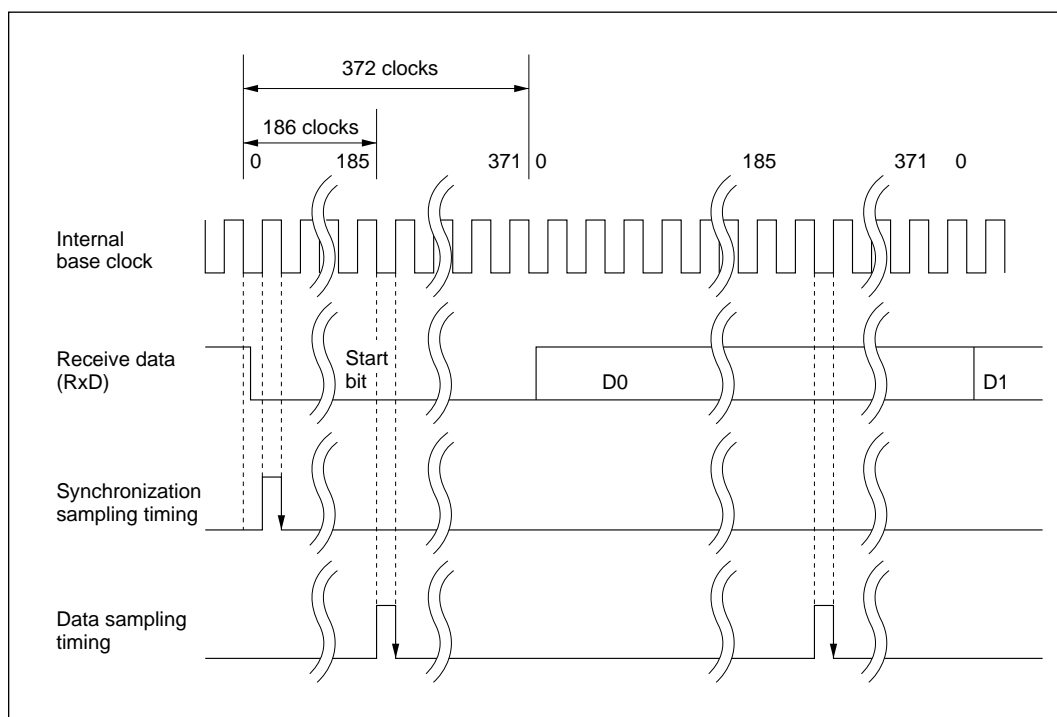 372 clocks
186 clocks
0 185 371 0 185 371 0
Internal
base clock
Receive data
(RxD)
Start
bit
D0
D1
Synchronization
sampling timing
Data sampling
timing